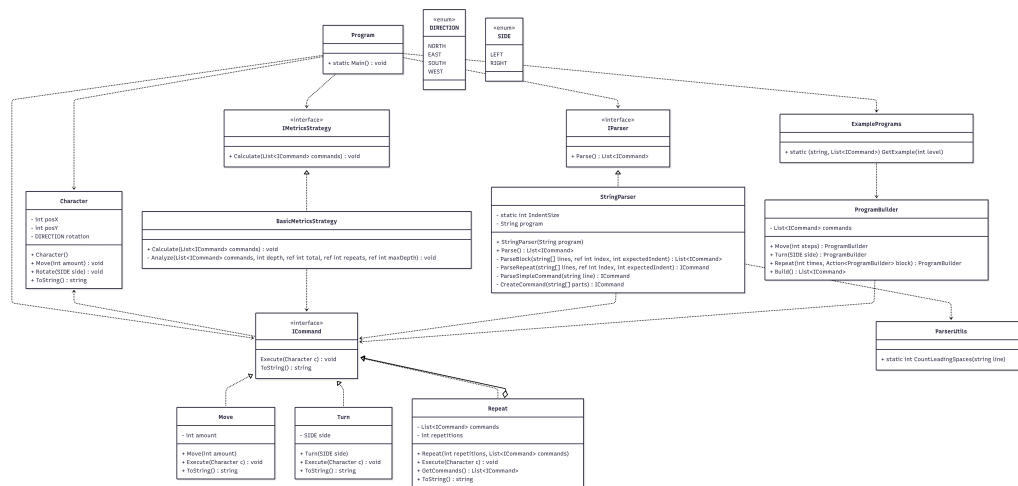 Program
+ static Main() : void
«enum»
DIRECTION
NORTH
EAST
SOUTH
WEST
«enum»
SIDE
LEFT
RIGHT
«interface»
IMetricsStrategy
+ Calculate(List<ICommand> commands) : void
«interface»
IParser
+ Parse() : List<ICommand>
ExamplePrograms
+ static (string, List<ICommand>) GetExample(int level)
Character
- int posX
- int posY
- DIRECTION rotation
+ Character()
+ Move(int amount) : void
+ Rotate(SIDE side) : void
+ ToString() : string
BasicMetricsStrategy
+ Calculate(List<ICommand> commands) : void
- Analyze(List<ICommand> commands, int depth, ref int total, ref int repeats, ref int maxDepth) : void
StringParser
- static int IndentSize
- String program
+ StringParser(String program)
+ Parse() : List<ICommand>
- ParseBlock(string[] lines, ref int index, int expectedIndent) : List<ICommand>
- ParseRepeat(string[] lines, ref int index, int expectedIndent) : ICommand
- ParseSimpleCommand(string line) : ICommand
- CreateCommand(string[] parts) : ICommand
ProgramBuilder
- List<ICommand> commands
+ Move(int steps) : ProgramBuilder
+ Turn(SIDE side) : ProgramBuilder
+ Repeat(int times, Action<ProgramBuilder> block) : ProgramBuilder
+ Build() : List<ICommand>
«interface»
ICommand
Execute(Character c) : void
ToString() : string
ParserUtils
+ static int CountLeadingSpaces(string line)
Move
- int amount
+ Move(int amount)
+ Execute(Character c) : void
+ ToString() : string
Turn
- SIDE side
+ Turn(SIDE side)
+ Execute(Character c) : void
+ ToString() : string
Repeat
- List<ICommand> commands
- int repetitions
+ Repeat(int repetitions, List<ICommand> commands)
+ Execute(Character c) : void
+ GetCommands() : List<ICommand>
+ ToString() : string